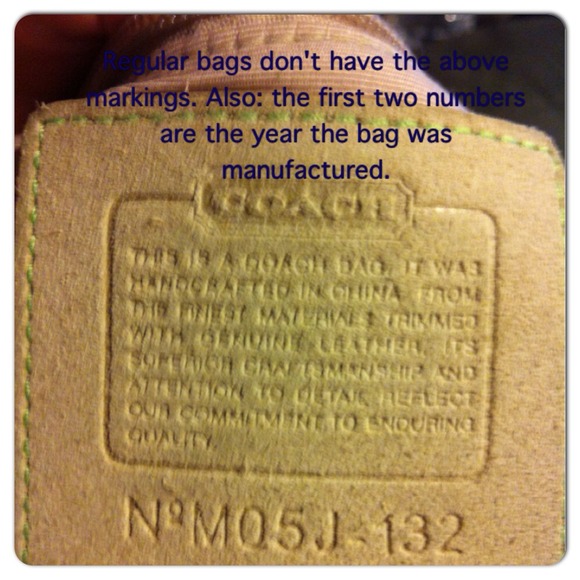 Regular bags don't have the above
markings. Also: the first two numbers
are the year the bag was
manufactured.
COACH
THIS IS A COACH BAG. IT WAS
HANDCRAFTED IN CHINA FROM
THE FINEST MATERIALS TRIMMED
WITH GENUINE LEATHER. ITS
SUPERIOR CRAFTSMANSHIP AND
ATTENTION TO DETAIL REFLECT
OUR COMMITMENT TO ENDURING
QUALITY.
NºM05J-132